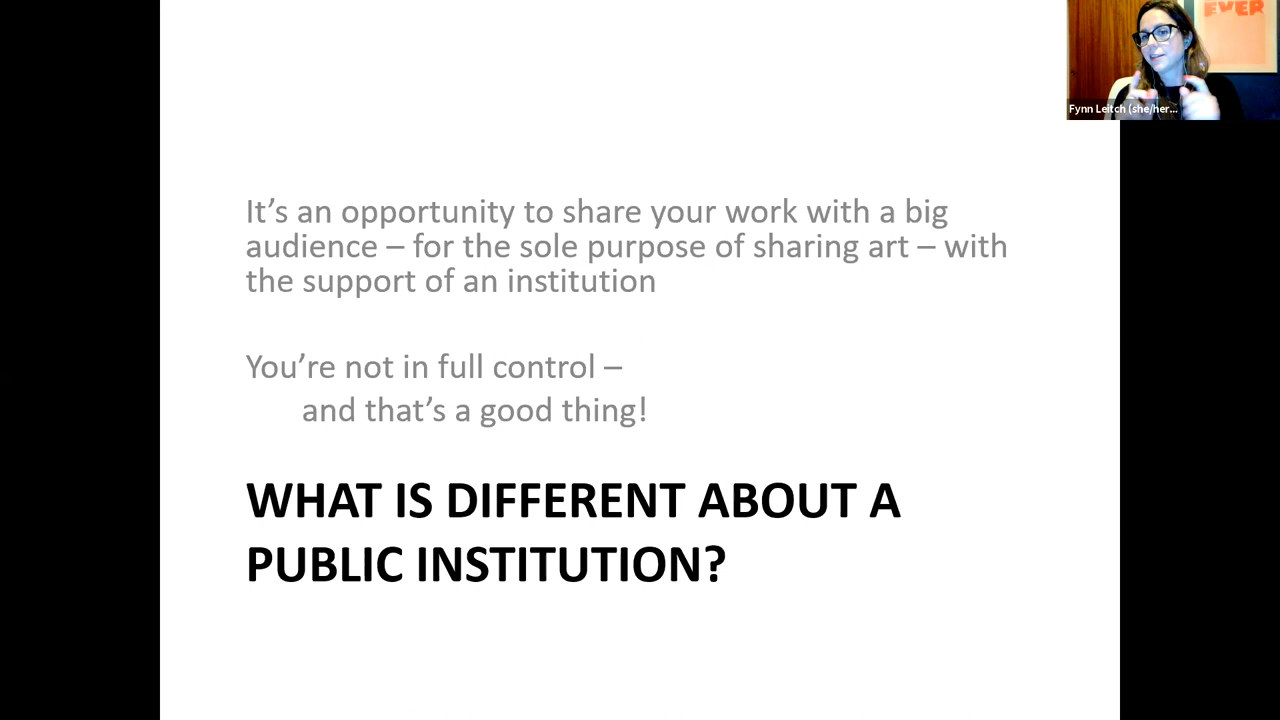 EVER
Fynn Leitch (she/her...
It’s an opportunity to share your work with a big
audience – for the sole purpose of sharing art – with
the support of an institution
You’re not in full control –
and that’s a good thing!
WHAT IS DIFFERENT ABOUT A
PUBLIC INSTITUTION?